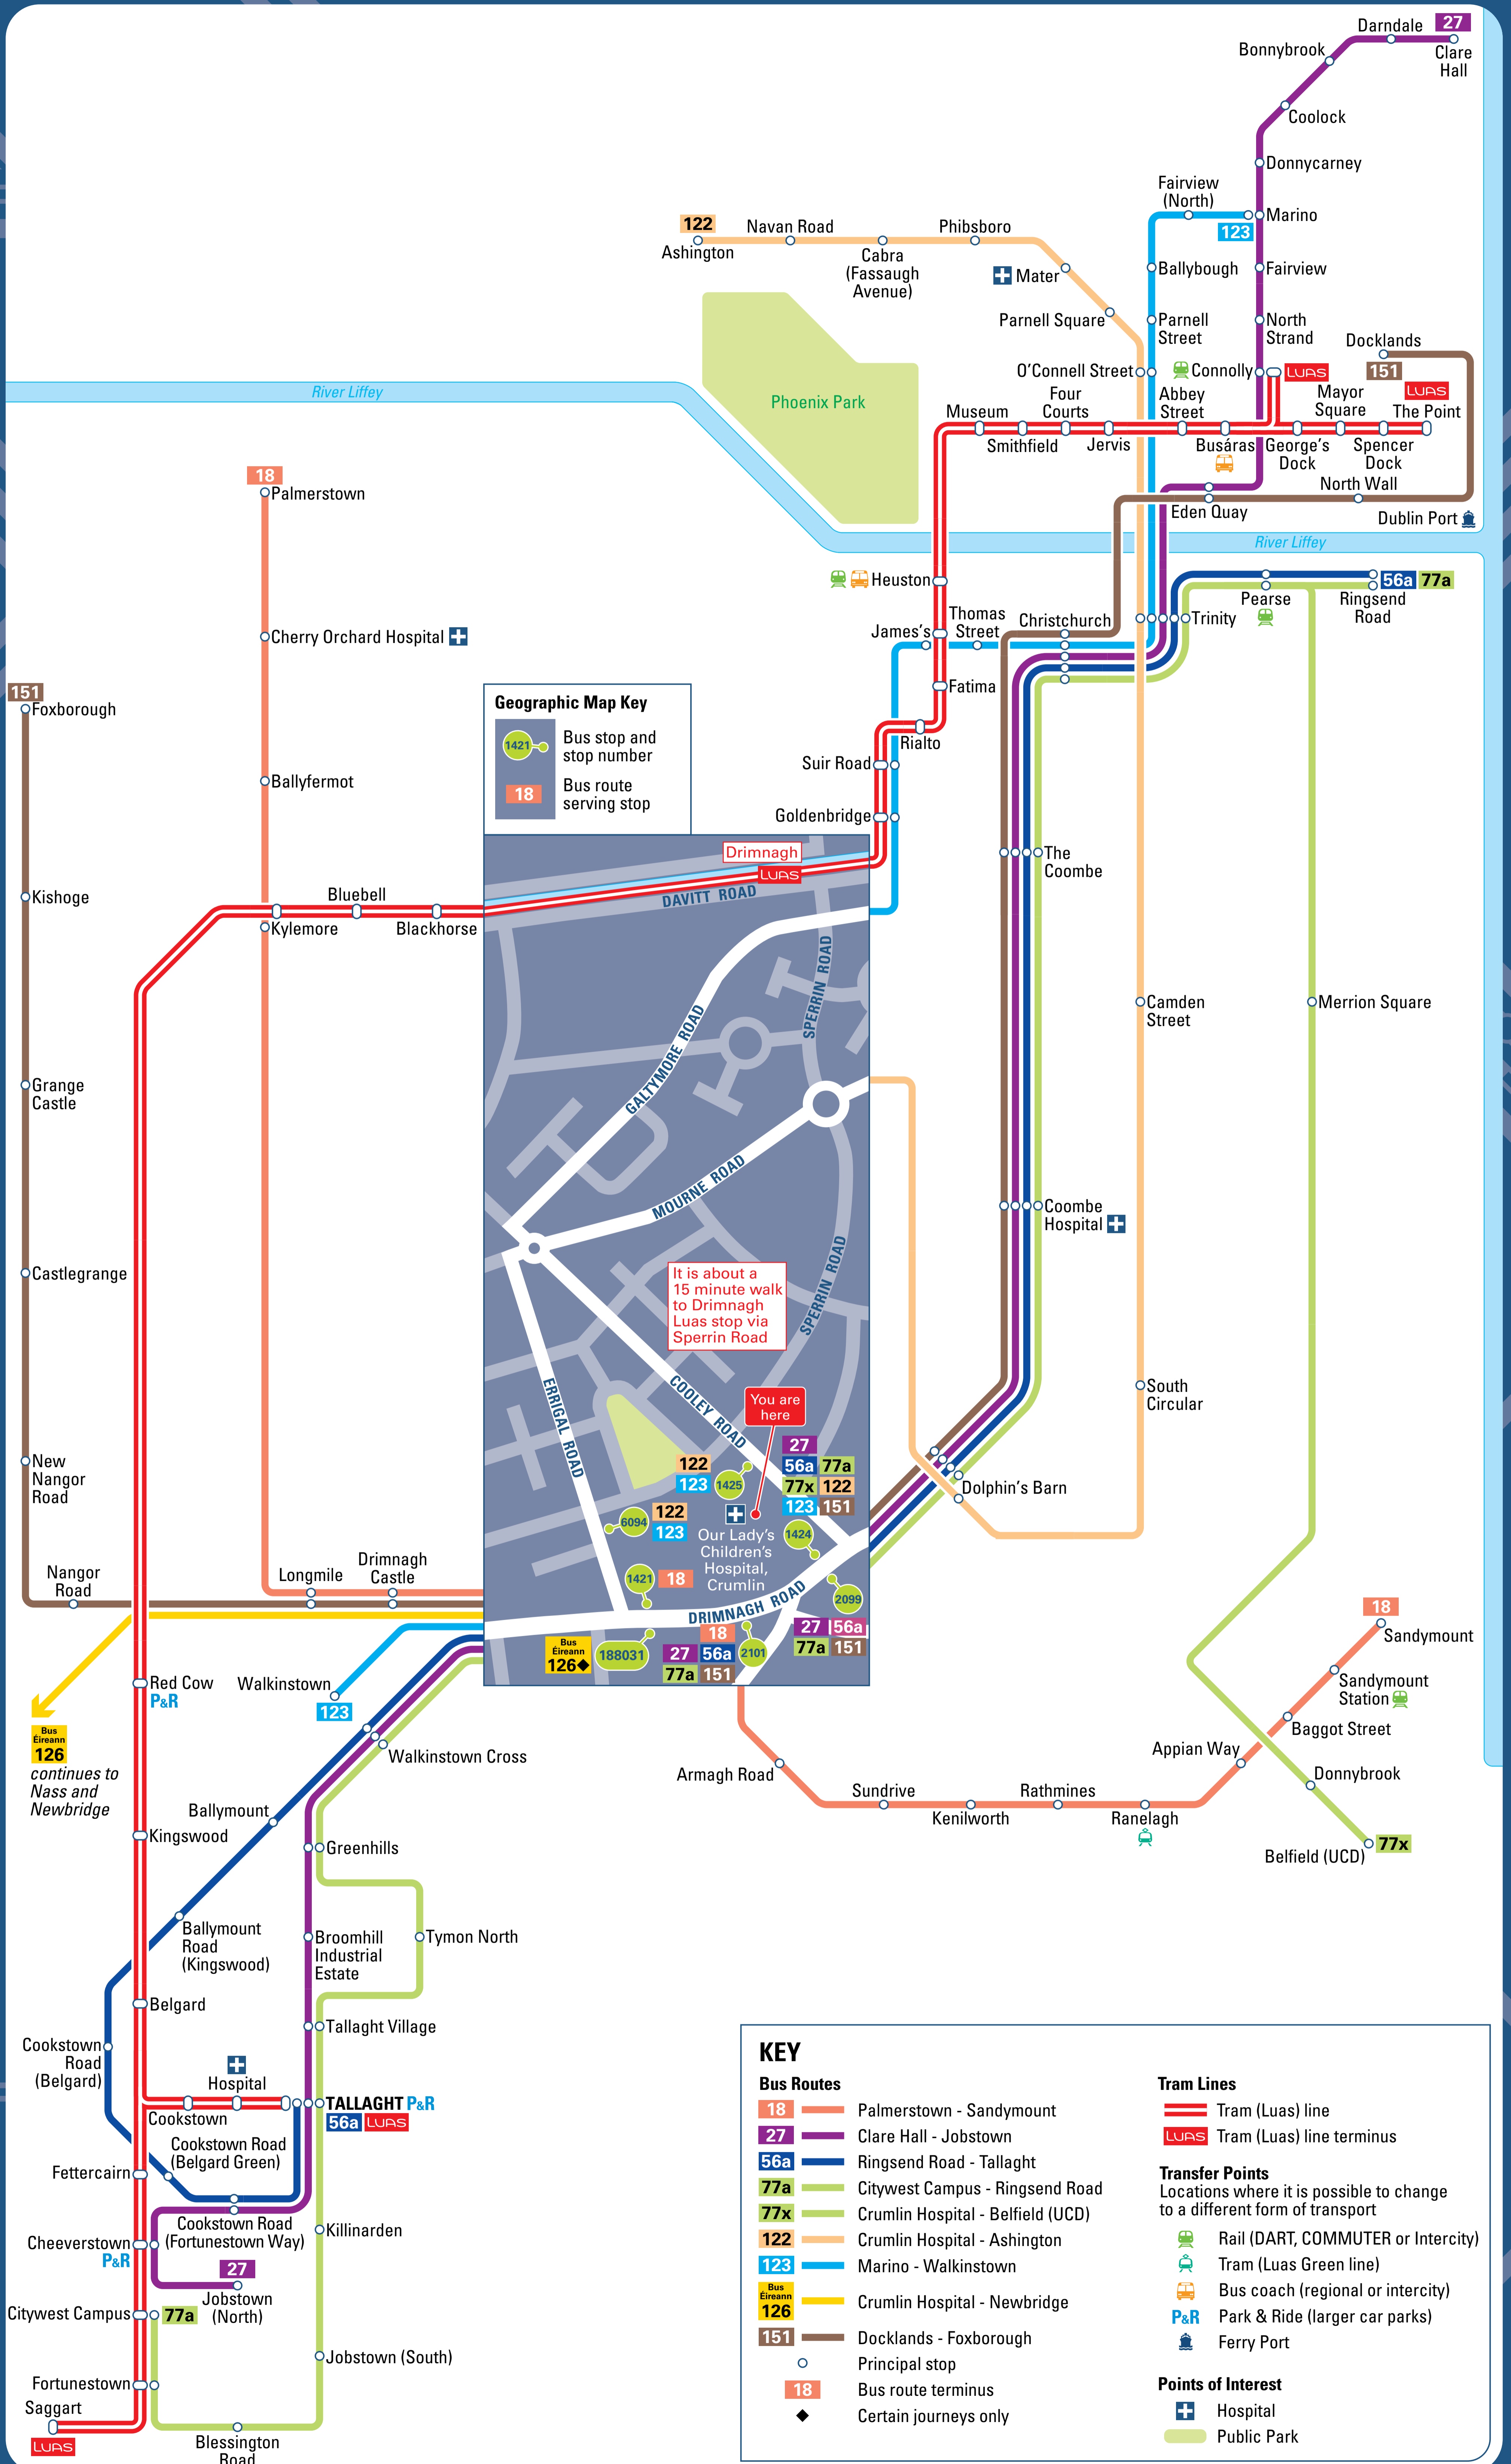 27
Darndale
Clare
Hall
Bonnybrook
Coolock
Donnycarney
Fairview
(North)
Marino
123
122
Ashington
Navan Road
Cabra
(Fassaugh
Avenue)
Phibsboro
Mater
Parnell Square
Ballybough
Fairview
Parnell
Street
North
Strand
Docklands
151
O'Connell Street
Connolly
LUAS
LUAS
Museum
Smithfield
Four
Courts
Jervis
Abbey
Street
Busáras
George's
Dock
Mayor
Square
Spencer
Dock
The Point
River Liffey
Phoenix Park
Eden Quay
North Wall
Dublin Port
River Liffey
18
Palmerstown
Cherry Orchard Hospital
Ballyfermot
151
Foxborough
Kishoge
Grange
Castle
Castlegrange
New
Nangor
Road
Nangor
Road
Heuston
James's
Thomas
Street
Christchurch
Trinity
Pearse
Ringsend
Road
56a
77a
Fatima
Rialto
Suir Road
Goldenbridge
Geographic Map Key
1421
Bus stop and
stop number
18
Bus route
serving stop
Bluebell
Kylemore
Blackhorse
Drimnagh
LUAS
DAVITT ROAD
SPERRIN ROAD
GALTYMORE ROAD
MOURNE ROAD
SPERRIN ROAD
It is about a
15 minute walk
to Drimnagh
Luas stop via
Sperrin Road
ERRIGAL ROAD
COOLEY ROAD
You are
here
27
56a
77a
77x
122
123
151
122
123
1425
6094
122
123
1424
Our Lady's
Children's
Hospital,
Crumlin
1421
18
2099
DRIMNAGH ROAD
27
56a
77a
151
Bus
Éireann
126
188031
18
27
56a
77a
151
2101
The
Coombe
Coombe
Hospital
Camden
Street
South
Circular
Merrion Square
Dolphin's Barn
Longmile
Drimnagh
Castle
Red Cow
P&R
Walkinstown
123
Walkinstown Cross
Bus
Éireann
126
continues to
Nass and
Newbridge
Ballymount
Kingswood
Greenhills
Ballymount
Road
(Kingswood)
Broomhill
Industrial
Estate
Tymon North
Belgard
Tallaght Village
Cookstown
Road
(Belgard)
Hospital
Cookstown
TALLAGHT P&R
56a
LUAS
Cookstown Road
(Belgard Green)
Fettercairn
Cookstown Road
(Fortunestown Way)
Killinarden
Cheeverstown
P&R
27
Jobstown
(North)
Citywest Campus
77a
Jobstown (South)
Fortunestown
Saggart
LUAS
Blessington
Road
18
Sandymount
Sandymount
Station
Baggot Street
Appian Way
Armagh Road
Sundrive
Kenilworth
Rathmines
Ranelagh
Donnybrook
Belfield (UCD)
77x
KEY
Bus Routes
18 Palmerstown - Sandymount
27 Clare Hall - Jobstown
56a Ringsend Road - Tallaght
77a Citywest Campus - Ringsend Road
77x Crumlin Hospital - Belfield (UCD)
122 Crumlin Hospital - Ashington
123 Marino - Walkinstown
Bus
Éireann
126 Crumlin Hospital - Newbridge
151 Docklands - Foxborough
Principal stop
18 Bus route terminus
Certain journeys only
Tram Lines
Tram (Luas) line
LUAS Tram (Luas) line terminus
Transfer Points
Locations where it is possible to change
to a different form of transport
Rail (DART, COMMUTER or Intercity)
Tram (Luas Green line)
Bus coach (regional or intercity)
P&R Park & Ride (larger car parks)
Ferry Port
Points of Interest
Hospital
Public Park